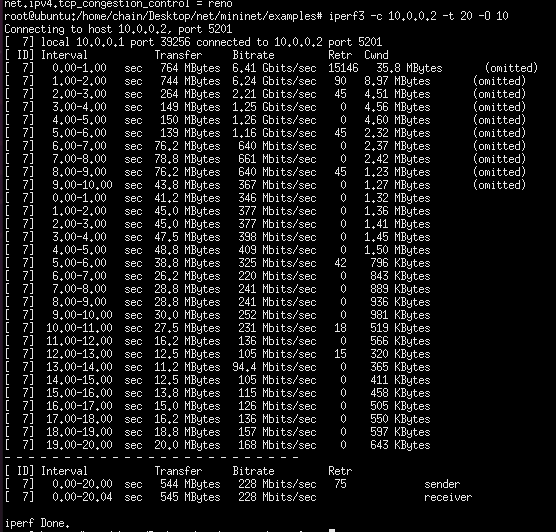 net.ipv4.tcp_congestion_control = reno
root@ubuntu:/home/chain/Desktop/net/mininet/examples# iperf3 -c 10.0.0.2 -t 20 -O 10
Connecting to host 10.0.0.2, port 5201
[  7] local 10.0.0.1 port 39256 connected to 10.0.0.2 port 5201
[ ID] Interval           Transfer     Bitrate         Retr  Cwnd
[  7]   0.00-1.00   sec   764 MBytes  6.41 Gbits/sec  15146   35.8 MBytes       (omitted)
[  7]   1.00-2.00   sec   744 MBytes  6.24 Gbits/sec   90   8.97 MBytes       (omitted)
[  7]   2.00-3.00   sec   264 MBytes  2.21 Gbits/sec   45   4.51 MBytes       (omitted)
[  7]   3.00-4.00   sec   149 MBytes  1.25 Gbits/sec    0   4.56 MBytes       (omitted)
[  7]   4.00-5.00   sec   150 MBytes  1.26 Gbits/sec    0   4.60 MBytes       (omitted)
[  7]   5.00-6.00   sec   139 MBytes  1.16 Gbits/sec   45   2.32 MBytes       (omitted)
[  7]   6.00-7.00   sec  76.2 MBytes   640 Mbits/sec    0   2.37 MBytes       (omitted)
[  7]   7.00-8.00   sec  78.8 MBytes   661 Mbits/sec    0   2.42 MBytes       (omitted)
[  7]   8.00-9.00   sec  76.2 MBytes   640 Mbits/sec   45   1.23 MBytes       (omitted)
[  7]   9.00-10.00  sec  43.8 MBytes   367 Mbits/sec    0   1.27 MBytes       (omitted)
[  7]   0.00-1.00   sec  41.2 MBytes   346 Mbits/sec    0   1.32 MBytes
[  7]   1.00-2.00   sec  45.0 MBytes   377 Mbits/sec    0   1.36 MBytes
[  7]   2.00-3.00   sec  45.0 MBytes   377 Mbits/sec    0   1.41 MBytes
[  7]   3.00-4.00   sec  47.5 MBytes   398 Mbits/sec    0   1.45 MBytes
[  7]   4.00-5.00   sec  48.8 MBytes   409 Mbits/sec    0   1.50 MBytes
[  7]   5.00-6.00   sec  38.8 MBytes   325 Mbits/sec   42    796 KBytes
[  7]   6.00-7.00   sec  26.2 MBytes   220 Mbits/sec    0    843 KBytes
[  7]   7.00-8.00   sec  28.8 MBytes   241 Mbits/sec    0    889 KBytes
[  7]   8.00-9.00   sec  28.8 MBytes   241 Mbits/sec    0    936 KBytes
[  7]   9.00-10.00  sec  30.0 MBytes   252 Mbits/sec    0    981 KBytes
[  7]  10.00-11.00  sec  27.5 MBytes   231 Mbits/sec   18    519 KBytes
[  7]  11.00-12.00  sec  16.2 MBytes   136 Mbits/sec    0    566 KBytes
[  7]  12.00-13.00  sec  12.5 MBytes   105 Mbits/sec   15    320 KBytes
[  7]  13.00-14.00  sec  11.2 MBytes  94.4 Mbits/sec    0    365 KBytes
[  7]  14.00-15.00  sec  12.5 MBytes   105 Mbits/sec    0    411 KBytes
[  7]  15.00-16.00  sec  13.8 MBytes   115 Mbits/sec    0    458 KBytes
[  7]  16.00-17.00  sec  15.0 MBytes   126 Mbits/sec    0    505 KBytes
[  7]  17.00-18.00  sec  16.2 MBytes   136 Mbits/sec    0    550 KBytes
[  7]  18.00-19.00  sec  18.8 MBytes   157 Mbits/sec    0    597 KBytes
[  7]  19.00-20.00  sec  20.0 MBytes   168 Mbits/sec    0    643 KBytes
- - - - - - - - - - - - - - - - - - - - - - - - -
[ ID] Interval           Transfer     Bitrate         Retr
[  7]   0.00-20.00  sec   544 MBytes   228 Mbits/sec   75             sender
[  7]   0.00-20.04  sec   545 MBytes   228 Mbits/sec                  receiver
iperf Done.